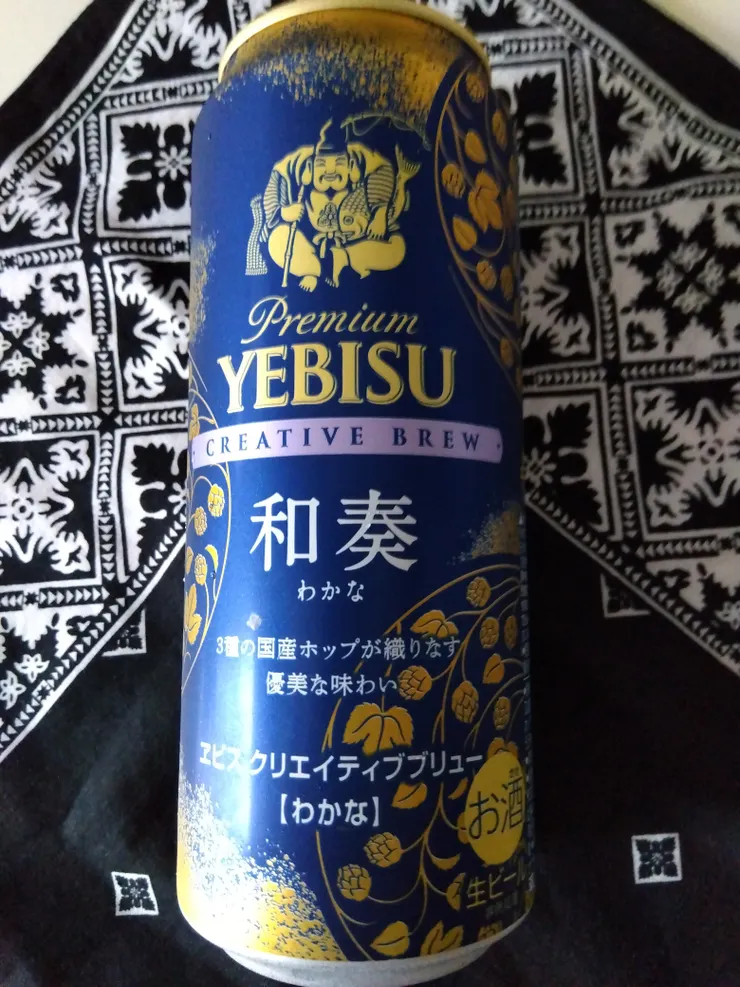 Premium
YEBISU
CREATIVE BREW
和奏
わかな
3種の国産ホップが織りなす
優美な味わい
ヱビス クリエイティブブリュー
【わかな】
お酒
生ビール